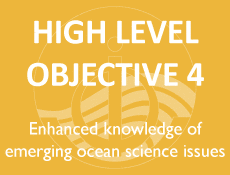 HIGH LEVEL
OBJECTIVE 4
Enhanced knowledge of
emerging ocean science issues